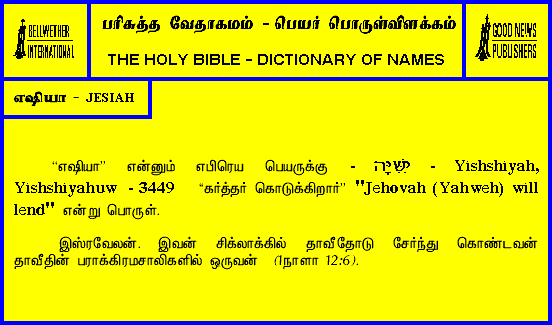 BELLWETHER
INTERNATIONAL
பரிசுத்த வேதாகமம் - பெயர் பொருள்விளக்கம்
THE HOLY BIBLE - DICTIONARY OF NAMES
GOOD NEWS
PUBLISHERS
எஷியா - JESIAH
“எஷியா” என்னும் எபிரெய பெயருக்கு - יִשִּׁיָּה - Yishshiyah,
Yishshiyahuw - 3449 “கர்த்தர் கொடுக்கிறார்” "Jehovah (Yahweh) will
lend" என்று பொருள்.
இஸ்ரவேலன். இவன் சிக்லாக்கில் தாவீதோடு சேர்ந்து கொண்டவன்
தாவீதின் பராக்கிரமசாலிகளில் ஒருவன் (1நாளா 12:6).